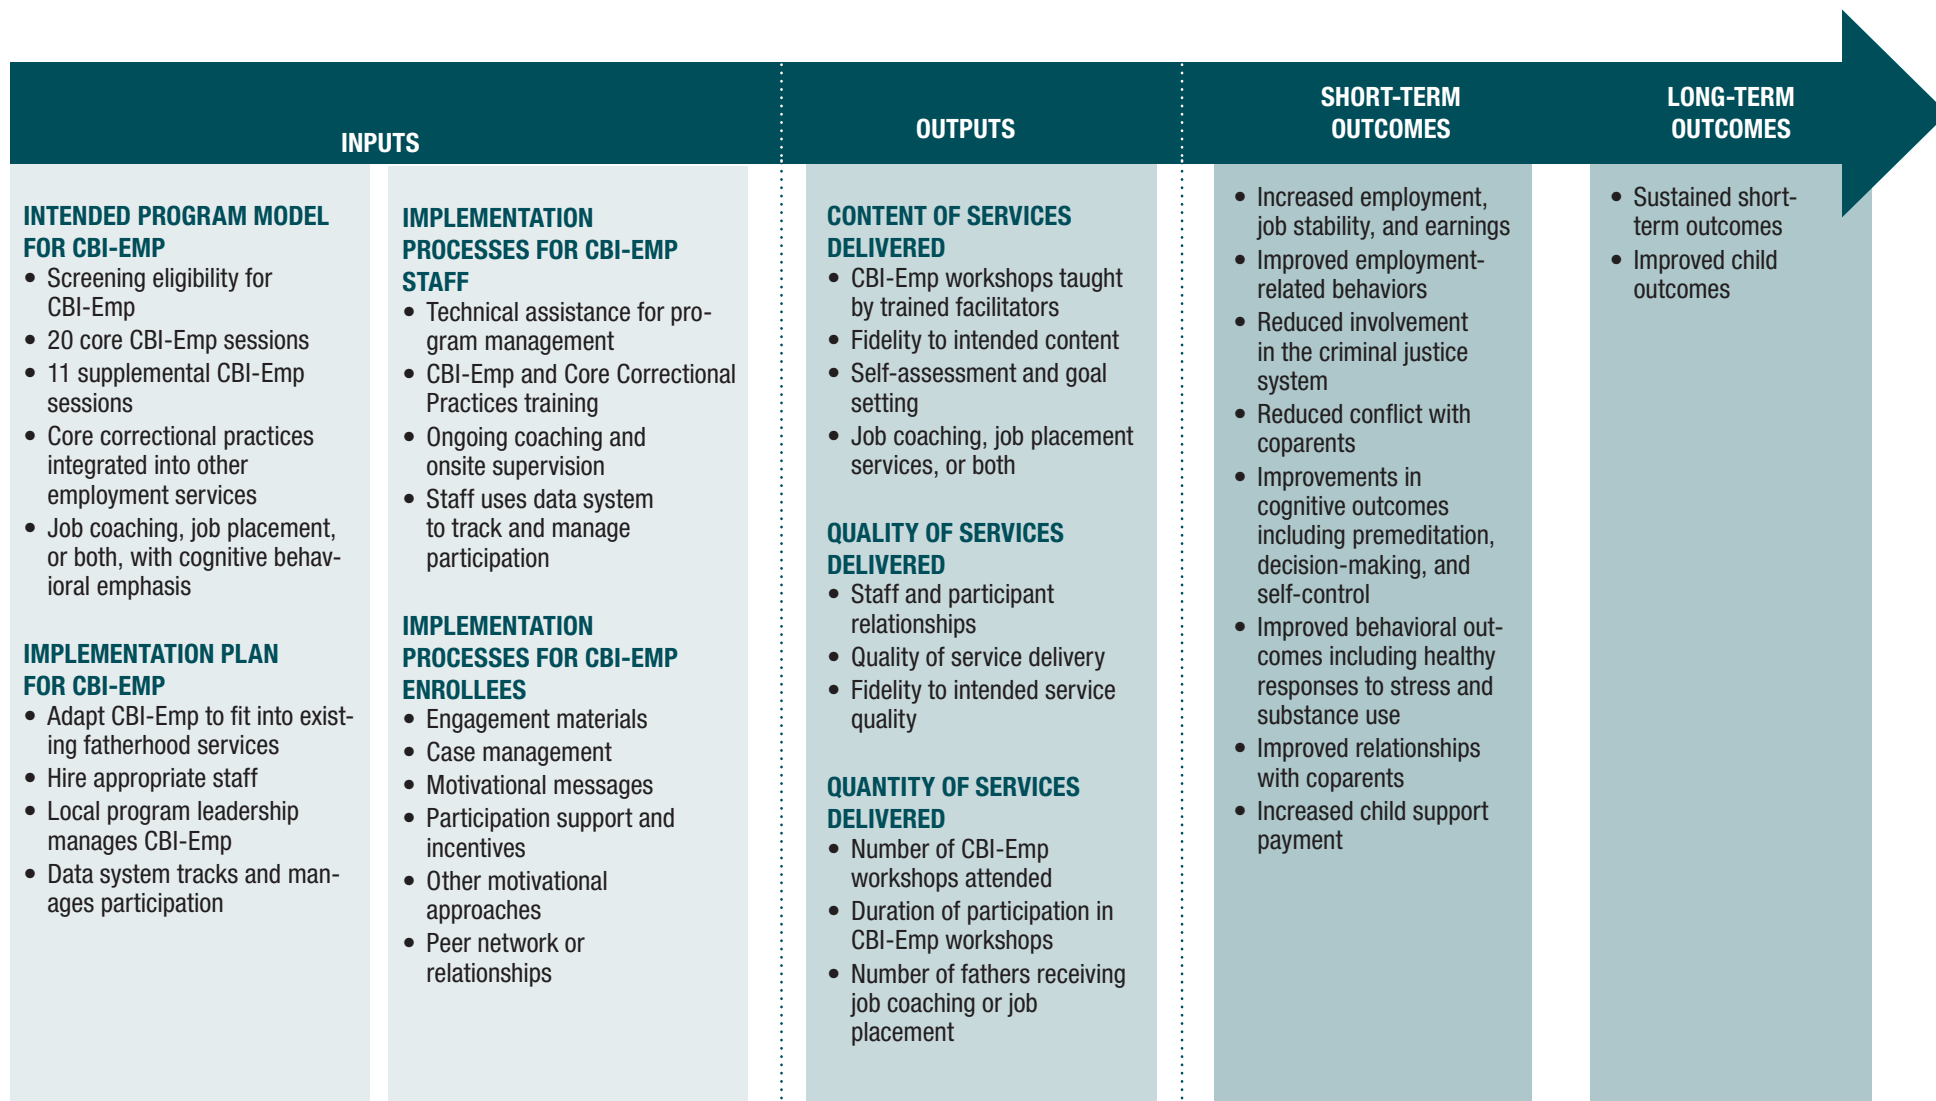 INPUTS
OUTPUTS
SHORT-TERM
OUTCOMES
LONG-TERM
OUTCOMES
INTENDED PROGRAM MODEL
FOR CBI-EMP
• Screening eligibility for
CBI-Emp
• 20 core CBI-Emp sessions
• 11 supplemental CBI-Emp
sessions
• Core correctional practices
integrated into other
employment services
• Job coaching, job placement,
or both, with cognitive behav-
ioral emphasis
IMPLEMENTATION PLAN
FOR CBI-EMP
• Adapt CBI-Emp to fit into exist-
ing fatherhood services
• Hire appropriate staff
• Local program leadership
manages CBI-Emp
• Data system tracks and man-
ages participation
IMPLEMENTATION
PROCESSES FOR CBI-EMP
STAFF
• Technical assistance for pro-
gram management
• CBI-Emp and Core Correctional
Practices training
• Ongoing coaching and
onsite supervision
• Staff uses data system
to track and manage
participation
IMPLEMENTATION
PROCESSES FOR CBI-EMP
ENROLLEES
• Engagement materials
• Case management
• Motivational messages
• Participation support and
incentives
• Other motivational
approaches
• Peer network or
relationships
CONTENT OF SERVICES
DELIVERED
• CBI-Emp workshops taught
by trained facilitators
• Fidelity to intended content
• Self-assessment and goal
setting
• Job coaching, job placement
services, or both
QUALITY OF SERVICES
DELIVERED
• Staff and participant
relationships
• Quality of service delivery
• Fidelity to intended service
quality
QUANTITY OF SERVICES
DELIVERED
• Number of CBI-Emp
workshops attended
• Duration of participation in
CBI-Emp workshops
• Number of fathers receiving
job coaching or job
placement
• Increased employment,
job stability, and earnings
• Improved employment-
related behaviors
• Reduced involvement
in the criminal justice
system
• Reduced conflict with
coparents
• Improvements in
cognitive outcomes
including premeditation,
decision-making, and
self-control
• Improved behavioral out-
comes including healthy
responses to stress and
substance use
• Improved relationships
with coparents
• Increased child support
payment
• Sustained short-
term outcomes
• Improved child
outcomes